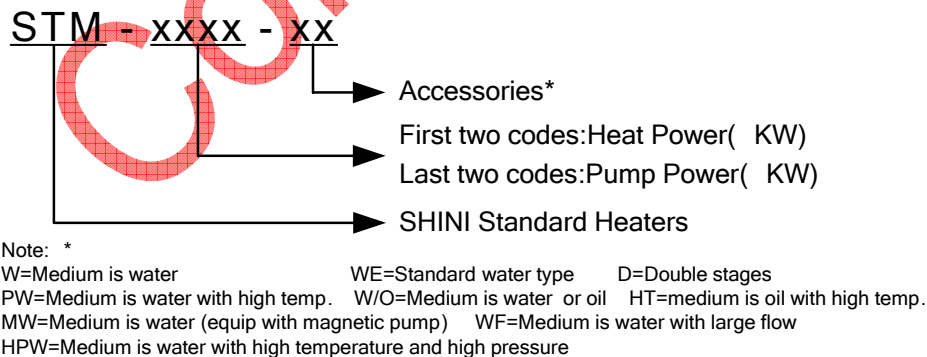 STM - xxxx - xx
Accessories*
First two codes:Heat Power( KW)
Last two codes:Pump Power( KW)
SHINI Standard Heaters
Note: *
W=Medium is water WE=Standard water type D=Double stages
PW=Medium is water with high temp. W/O=Medium is water or oil HT=medium is oil with high temp.
MW=Medium is water (equip with magnetic pump) WF=Medium is water with large flow
HPW=Medium is water with high temperature and high pressure